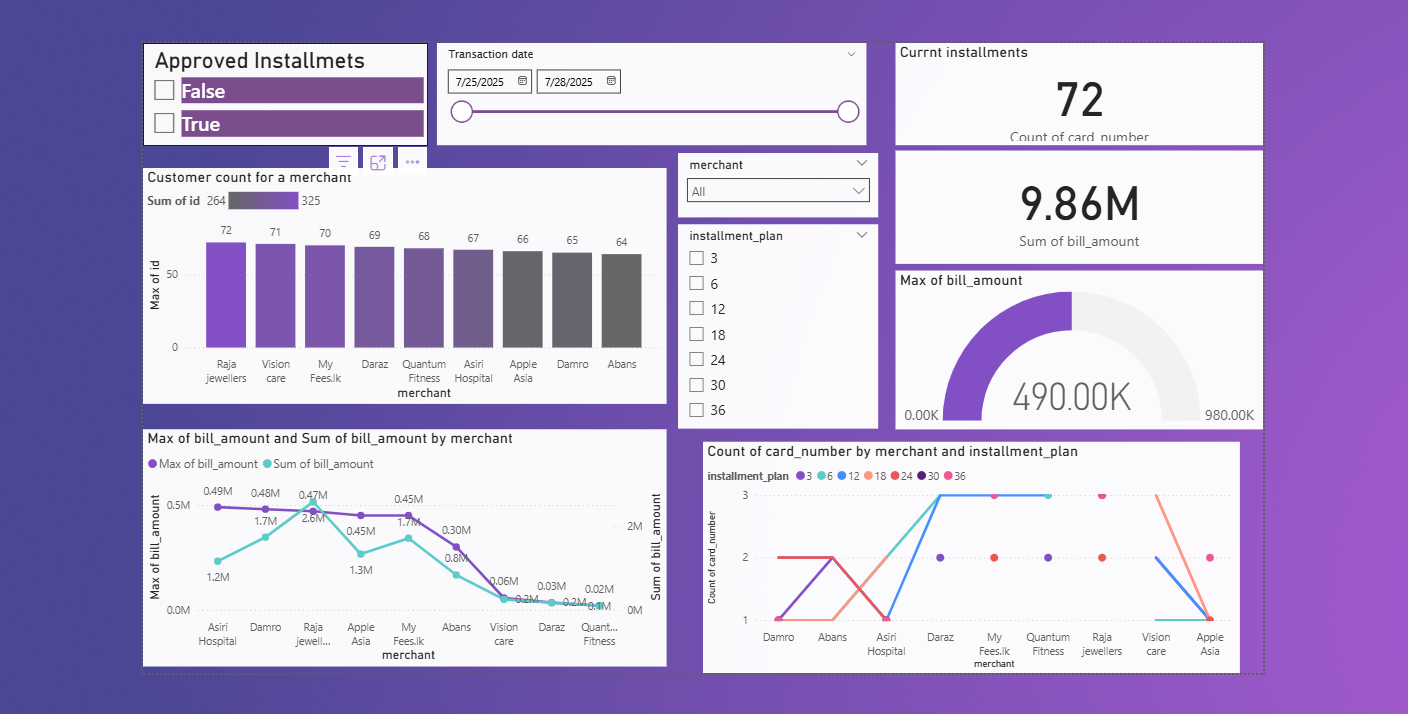 Approved Installmets
False
True
Transaction date
7/25/2025 7/28/2025
Currnt installments
72
Count of card_number
Customer count for a merchant
Sum of id 264 325
72 71 70 69 68 67 66 65 64
Max of id
50
0
Raja jewellers
Vision care
My Fees.lk
Daraz
Quantum Fitness
Asiri Hospital
Apple Asia
Damro
Abans
merchant
merchant
All
installment_plan
3
6
12
18
24
30
36
9.86M
Sum of bill_amount
Max of bill_amount
490.00K
0.00K 980.00K
Max of bill_amount and Sum of bill_amount by merchant
Max of bill_amount Sum of bill_amount
Max of bill_amount
0.5M
0.0M
0.49M 0.48M 0.47M 0.45M 0.45M 0.30M 0.06M 0.03M 0.02M
1.2M 1.7M 2.6M 1.3M 1.7M 0.8M 0.2M 0.2M 0.1M
2M
0M
Sum of bill_amount
Asiri Hospital
Damro
Raja jewell...
Apple Asia
My Fees.lk
Abans
Vision care
Daraz
Quant... Fitness
merchant
Count of card_number by merchant and installment_plan
installment_plan 3 6 12 18 24 30 36
Count of card_number
3
2
1
Damro
Abans
Asiri Hospital
Daraz
My Fees.lk
Quantum Fitness
Raja jewellers
Vision care
Apple Asia
merchant